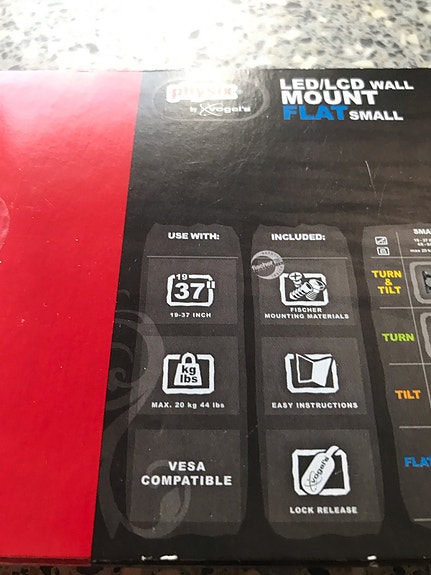 physix
by vogel's
LED/LCD WALL
MOUNT
FLAT SMALL
USE WITH:
19
37"
19-37 INCH
kg
lbs
MAX. 20 kg 44 lbs
VESA
COMPATIBLE
INCLUDED:
fischer
FISCHER
MOUNTING MATERIALS
EASY INSTRUCTIONS
vogel's
LOCK RELEASE
TURN
& TILT
TURN
TILT